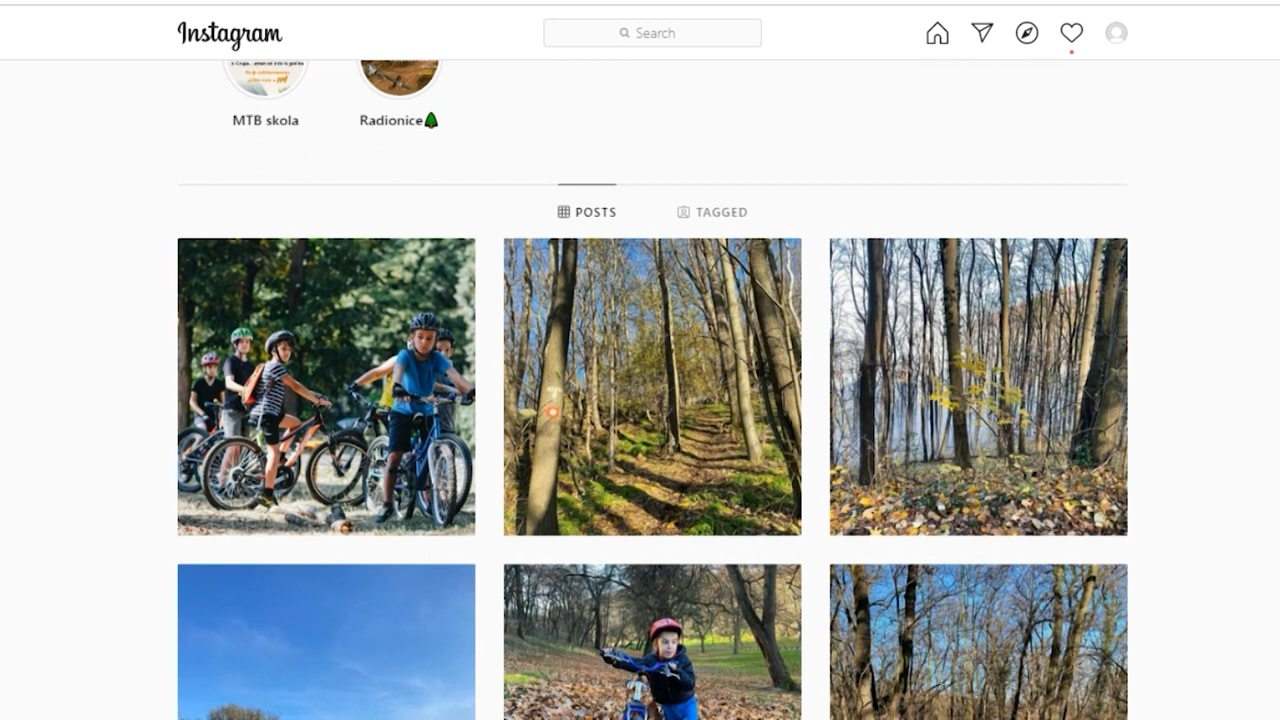 Instagram
Search
MTB skola
Radionice🌲
POSTS
TAGGED